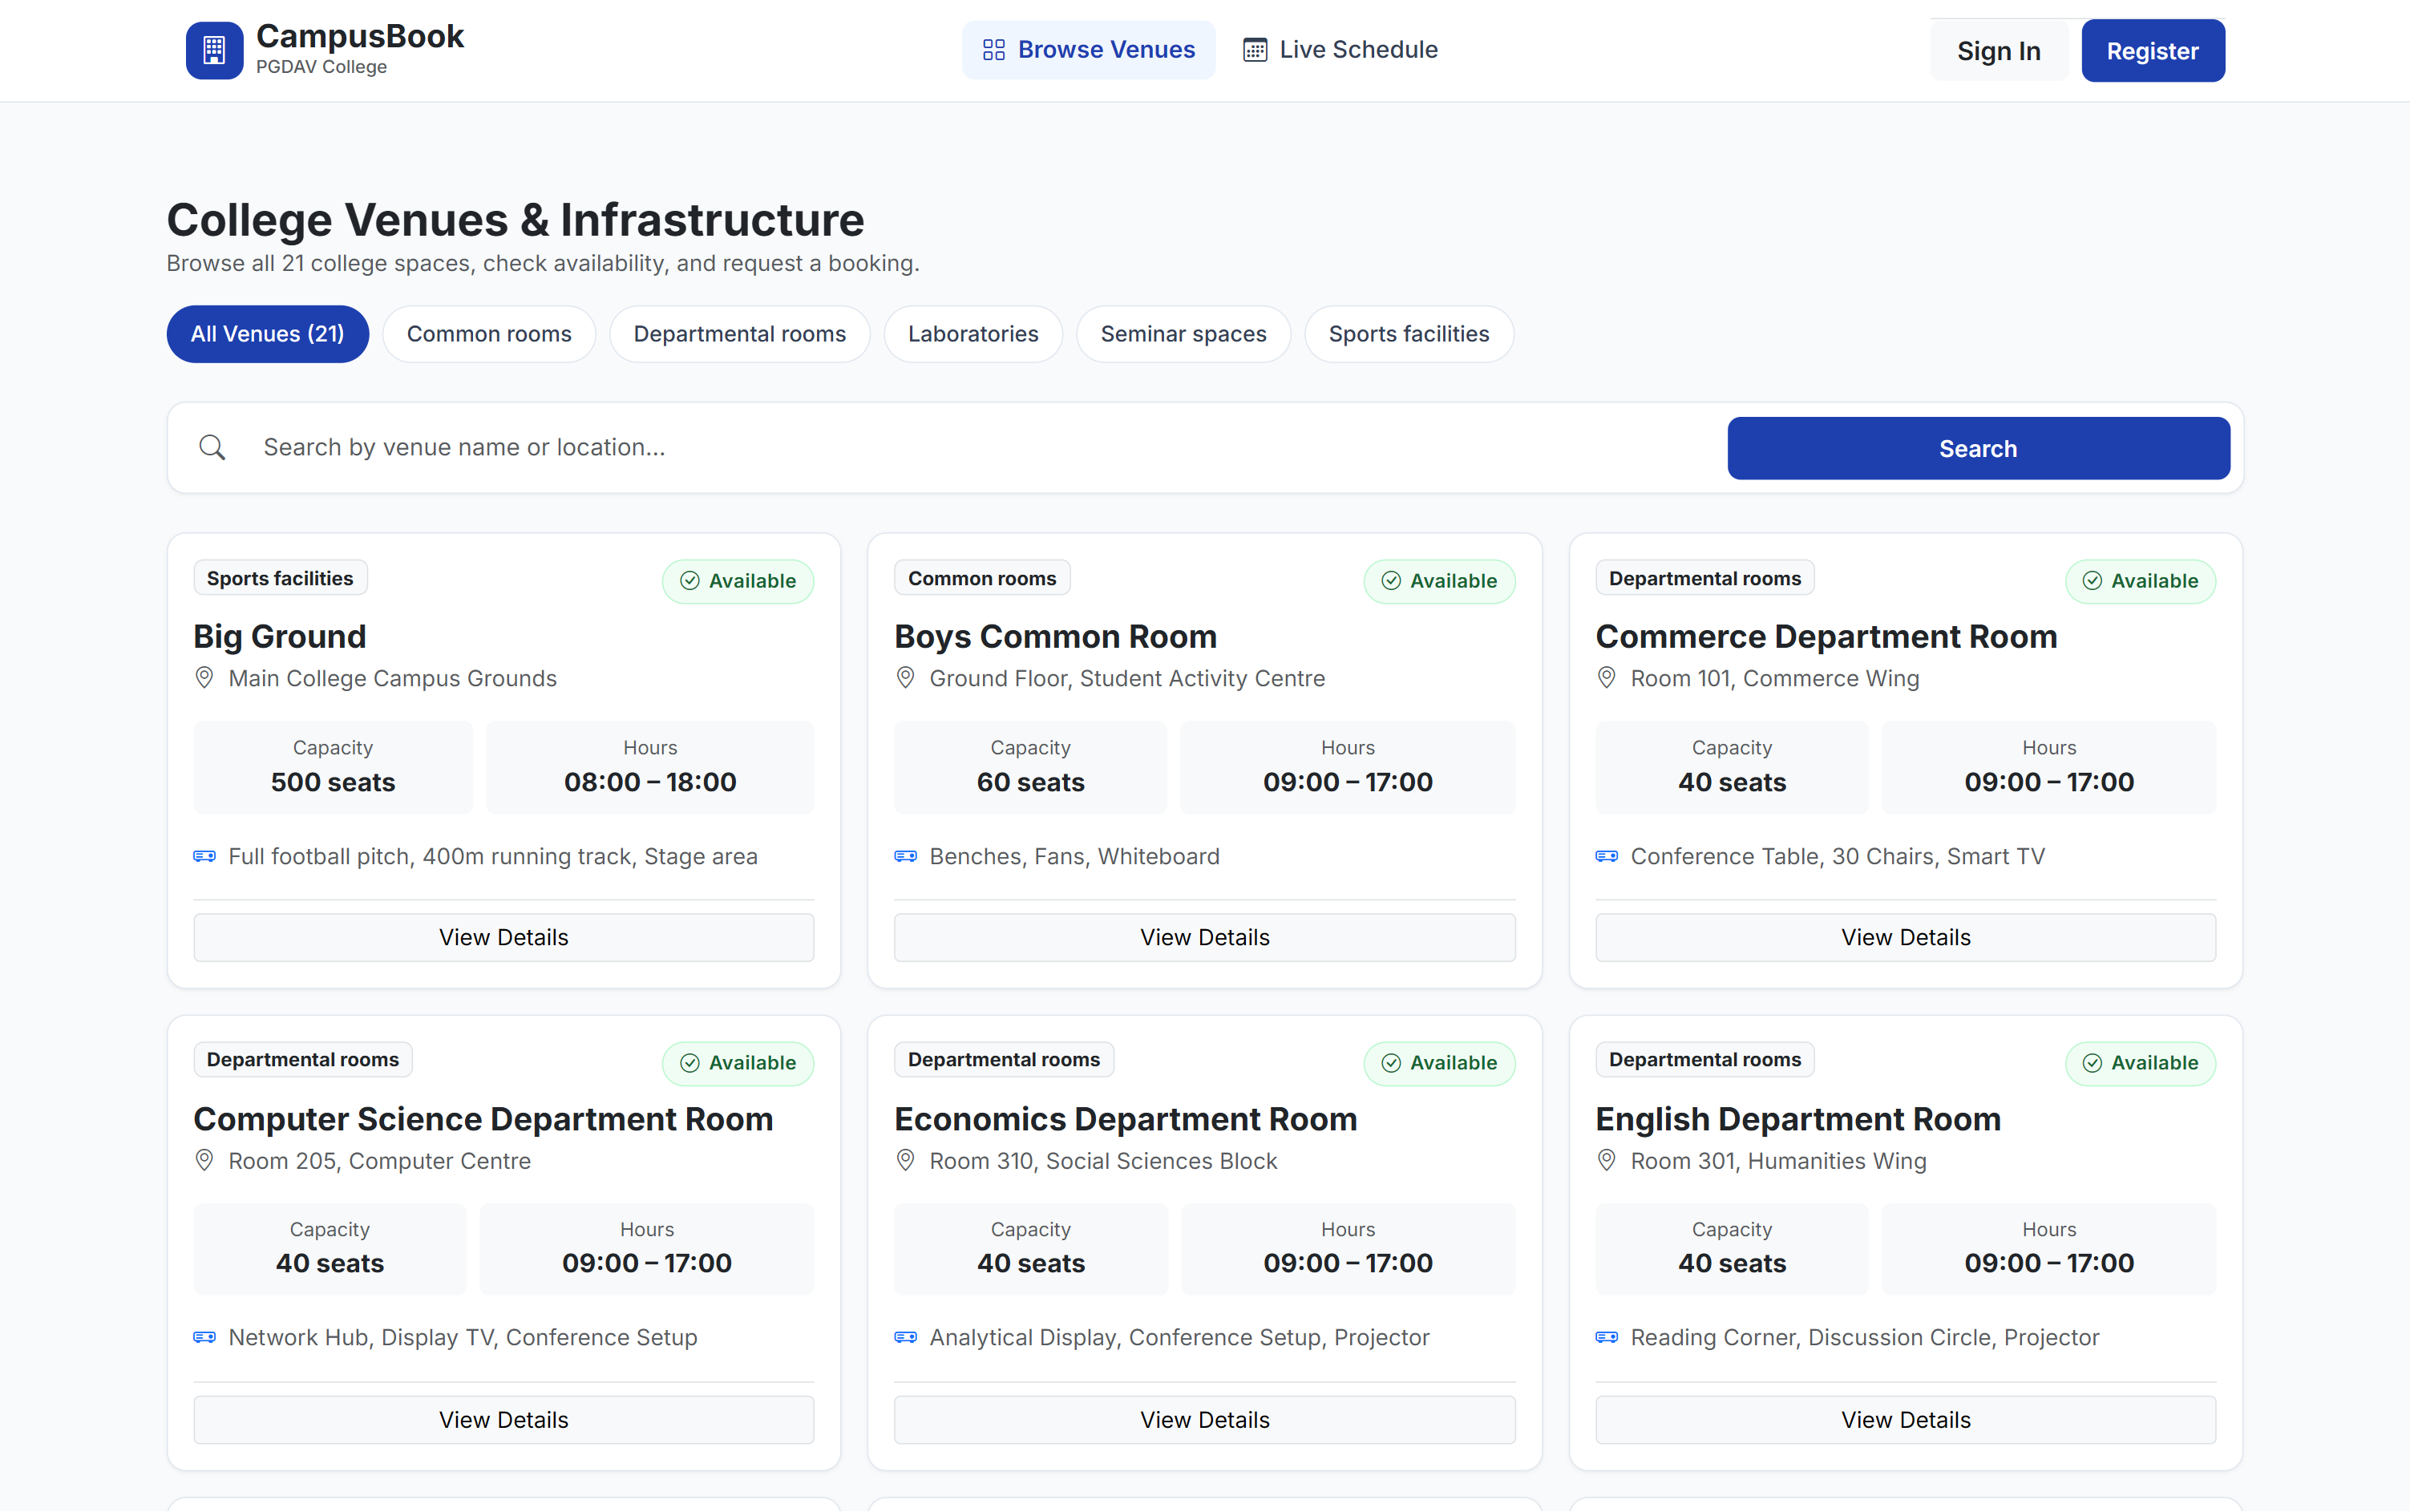 CampusBook
PGDAV College
Browse Venues
Live Schedule
Sign In
Register
College Venues & Infrastructure
Browse all 21 college spaces, check availability, and request a booking.
All Venues (21)
Common rooms
Departmental rooms
Laboratories
Seminar spaces
Sports facilities
Search by venue name or location...
Search
Sports facilities
Available
Big Ground
Main College Campus Grounds
Capacity
500 seats
Hours
08:00 – 18:00
Full football pitch, 400m running track, Stage area
View Details
Common rooms
Available
Boys Common Room
Ground Floor, Student Activity Centre
Capacity
60 seats
Hours
09:00 – 17:00
Benches, Fans, Whiteboard
View Details
Departmental rooms
Available
Commerce Department Room
Room 101, Commerce Wing
Capacity
40 seats
Hours
09:00 – 17:00
Conference Table, 30 Chairs, Smart TV
View Details
Departmental rooms
Available
Computer Science Department Room
Room 205, Computer Centre
Capacity
40 seats
Hours
09:00 – 17:00
Network Hub, Display TV, Conference Setup
View Details
Departmental rooms
Available
Economics Department Room
Room 310, Social Sciences Block
Capacity
40 seats
Hours
09:00 – 17:00
Analytical Display, Conference Setup, Projector
View Details
Departmental rooms
Available
English Department Room
Room 301, Humanities Wing
Capacity
40 seats
Hours
09:00 – 17:00
Reading Corner, Discussion Circle, Projector
View Details